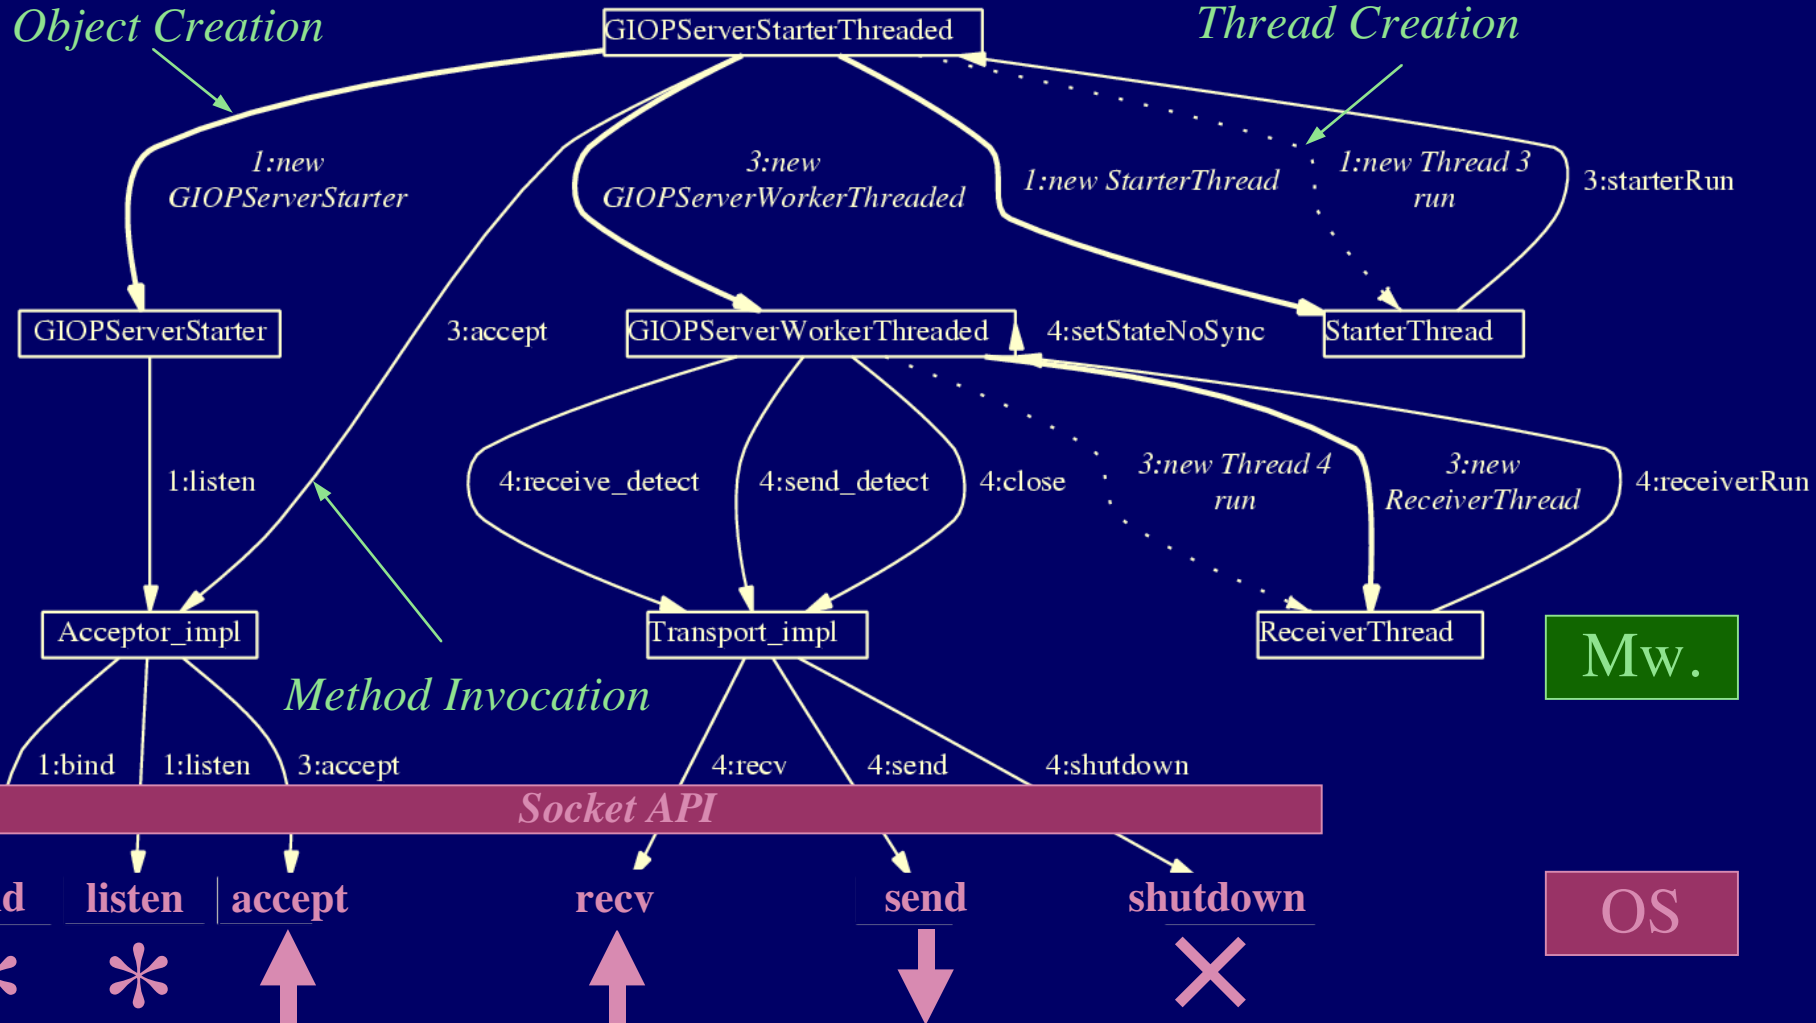 Object Creation
GIOPServerStarterThreaded
Thread Creation
1:new
GIOPServerStarter
3:new
GIOPServerWorkerThreaded
1:new StarterThread
1:new Thread 3
run
3:starterRun
GIOPServerStarter
3:accept
GIOPServerWorkerThreaded
4:setStateNoSync
StarterThread
1:listen
4:receive_detect
4:send_detect
4:close
3:new Thread 4
run
3:new
ReceiverThread
4:receiverRun
Acceptor_impl
Transport_impl
ReceiverThread
Mw.
Method Invocation
1:bind
1:listen
3:accept
4:recv
4:send
4:shutdown
Socket API
d
listen
accept
recv
send
shutdown
OS